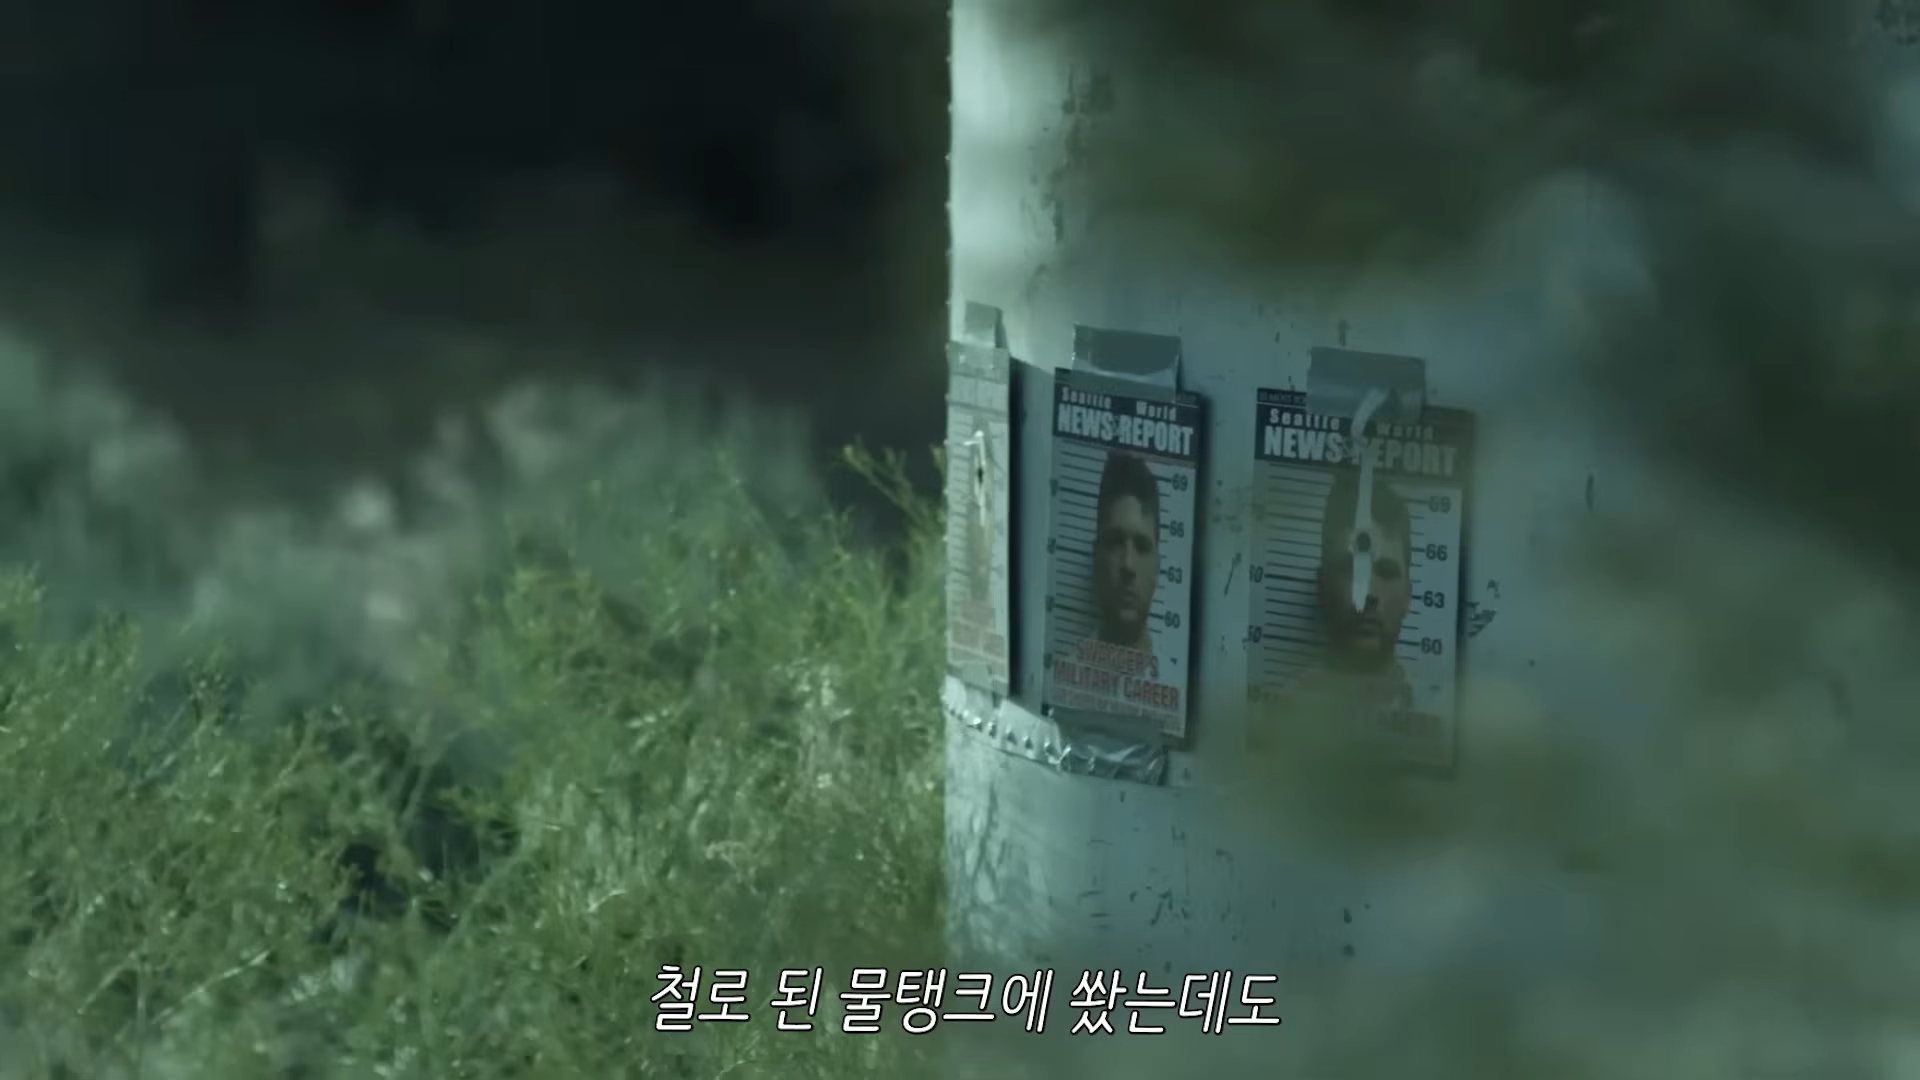 Seattle World
NEWS REPORT
69
66
63
60
SWAGGER'S
MILITARY CAREER
Seattle World
NEWS REPORT
69
66
63
60
철로 된 물탱크에 쐈는데도